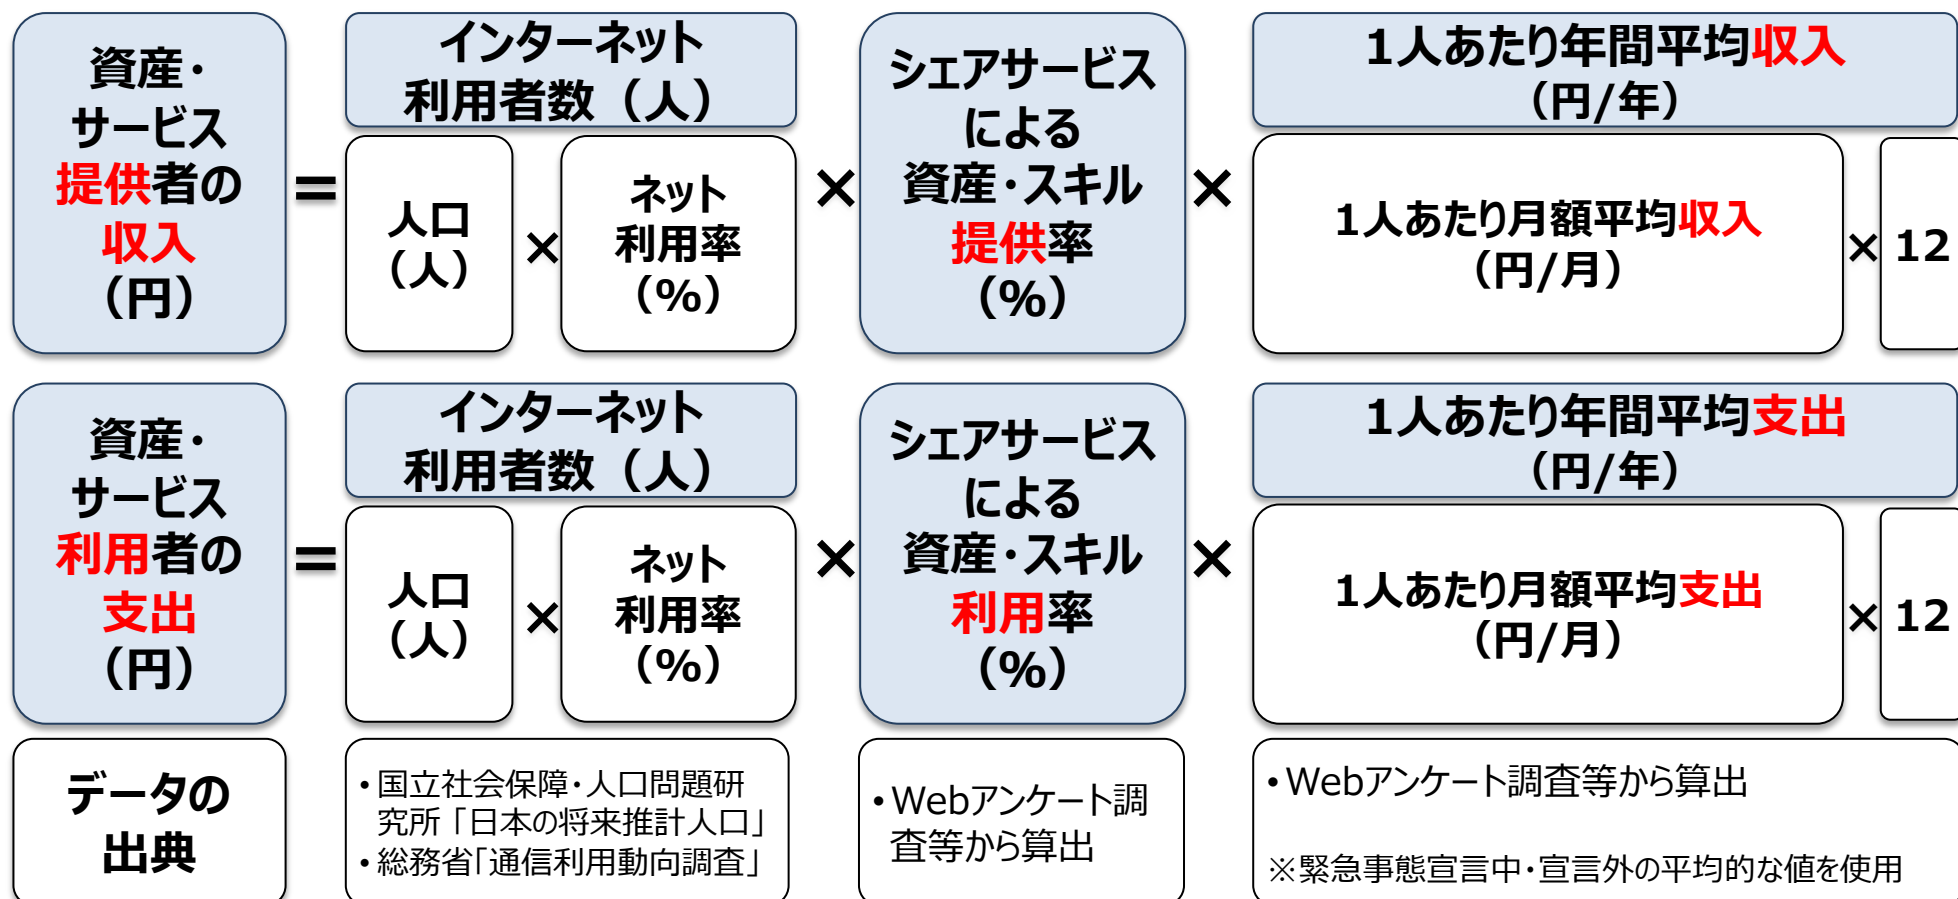 資産・
サービス
提供者の
収入
（円）
＝
インターネット
利用者数（人）
人口
（人）
×
ネット
利用率
（%）
×
シェアサービス
による
資産・スキル
提供率
（%）
×
1人あたり年間平均収入
（円/年）
1人あたり月額平均収入
（円/月）
×
12
資産・
サービス
利用者の
支出
（円）
＝
インターネット
利用者数（人）
人口
（人）
×
ネット
利用率
（%）
×
シェアサービス
による
資産・スキル
利用率
（%）
×
1人あたり年間平均支出
（円/年）
1人あたり月額平均支出
（円/月）
×
12
データの
出典
•国立社会保障・人口問題研
究所「日本の将来推計人口」
•総務省「通信利用動向調査」
•Webアンケート調
査等から算出
•Webアンケート調査等から算出
※緊急事態宣言中・宣言外の平均的な値を使用